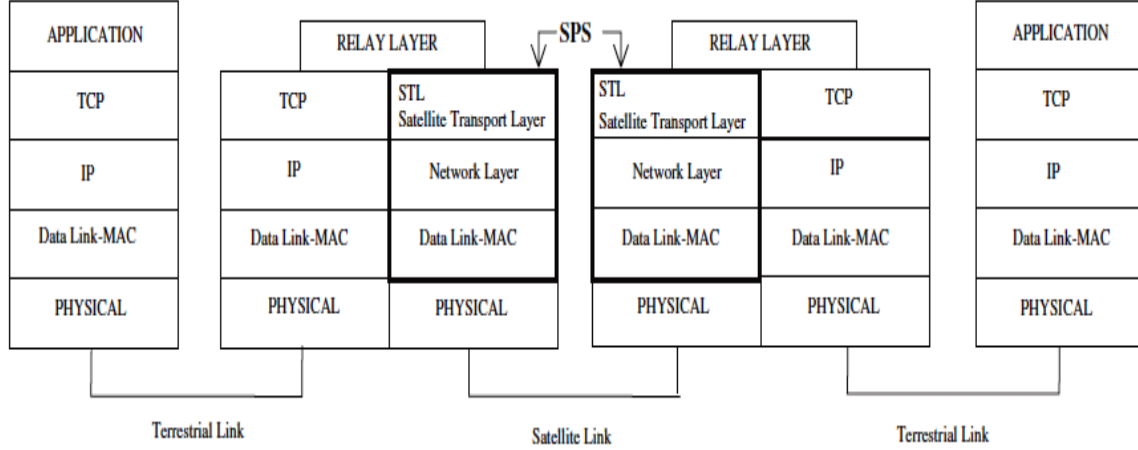 APPLICATION
TCP
IP
Data Link-MAC
PHYSICAL
RELAY LAYER
TCP
IP
Data Link-MAC
PHYSICAL
STL
Satellite Transport Layer
Network Layer
Data Link-MAC
PHYSICAL
SPS
RELAY LAYER
STL
Satellite Transport Layer
Network Layer
Data Link-MAC
PHYSICAL
TCP
IP
Data Link-MAC
PHYSICAL
APPLICATION
TCP
IP
Data Link-MAC
PHYSICAL
Terrestrial Link
Satellite Link
Terrestrial Link